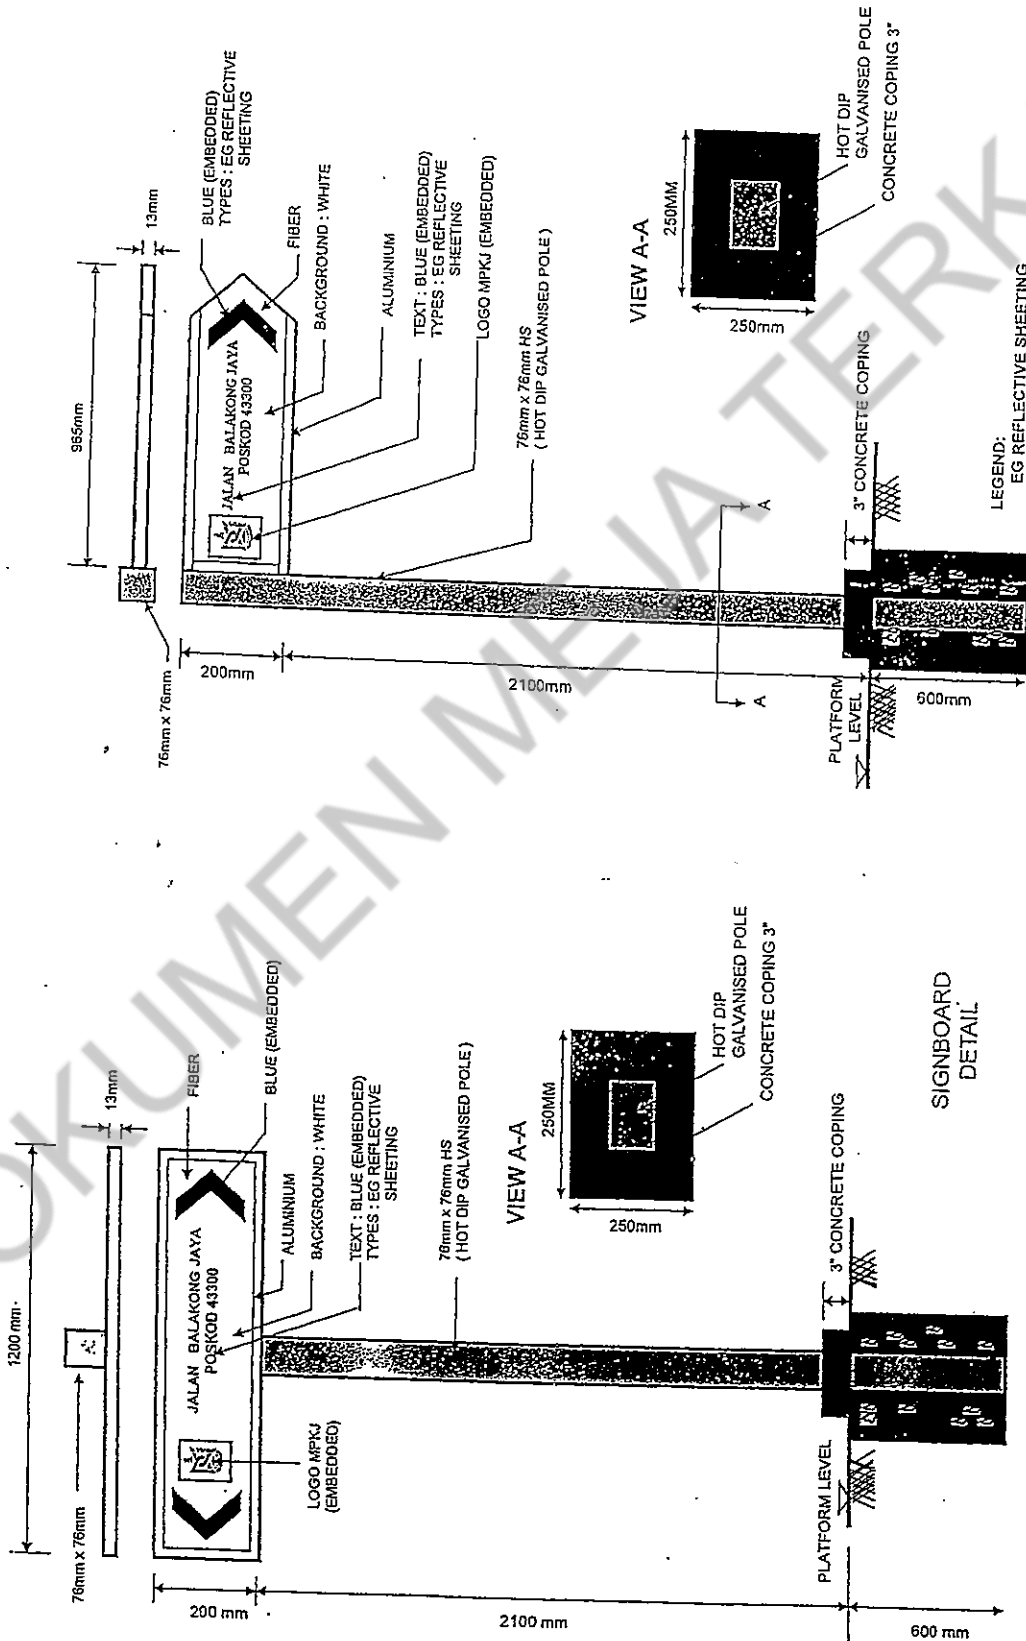 965mm
13mm
76mm x 76mm
BLUE (EMBEDDED)
TYPES : EG REFLECTIVE
SHEETING
FIBER
BACKGROUND : WHITE
ALUMINIUM
TEXT : BLUE (EMBEDDED)
TYPES : EG REFLECTIVE
SHEETING
LOGO MPKJ (EMBEDDED)
JALAN BALAKONG JAYA
POSKOD 43300
76mm x 76mm HS
( HOT DIP GALVANISED POLE )
200mm
2100mm
A
A
VIEW A-A
250MM
250mm
HOT DIP
GALVANISED POLE
CONCRETE COPING 3"
3" CONCRETE COPING
PLATFORM
LEVEL
600mm
LEGEND:
EG REFLECTIVE SHEETING
1200 mm
13mm
76mm x 76mm
FIBER
BLUE (EMBEDDED)
JALAN BALAKONG JAYA
POSKOD 43300
ALUMINIUM
BACKGROUND : WHITE
TEXT : BLUE (EMBEDDED)
TYPES : EG REFLECTIVE
SHEETING
LOGO MPKJ
(EMBEDDED)
76mm x 76mm HS
( HOT DIP GALVANISED POLE )
200 mm
2100 mm
VIEW A-A
250MM
250mm
HOT DIP
GALVANISED POLE
CONCRETE COPING 3"
3" CONCRETE COPING
PLATFORM LEVEL
600 mm
SIGNBOARD
DETAIL
OKUMEN MEJA TERK